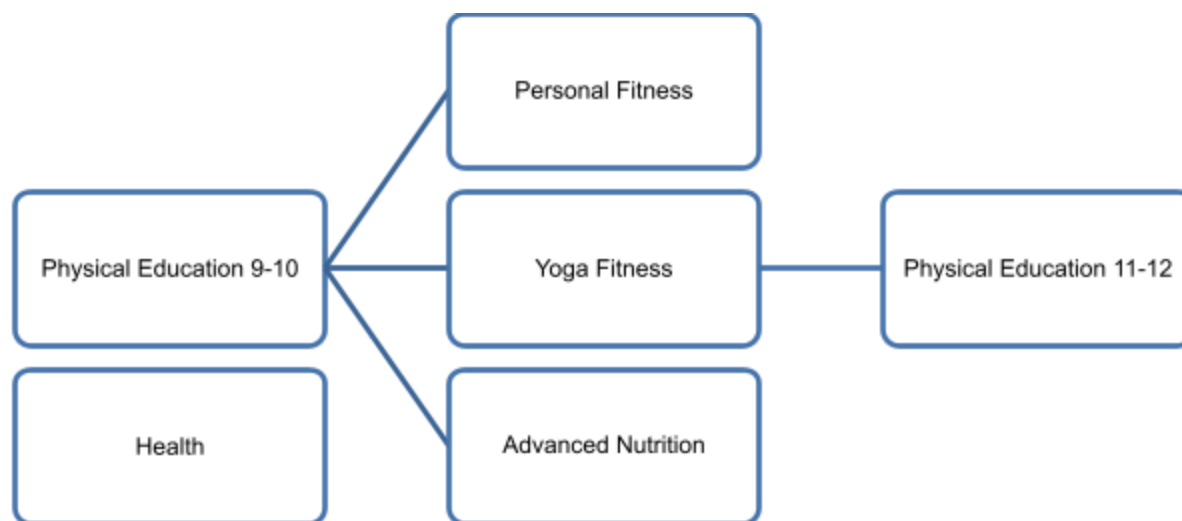 Personal Fitness
Physical Education 9-10
Yoga Fitness
Physical Education 11-12
Health
Advanced Nutrition